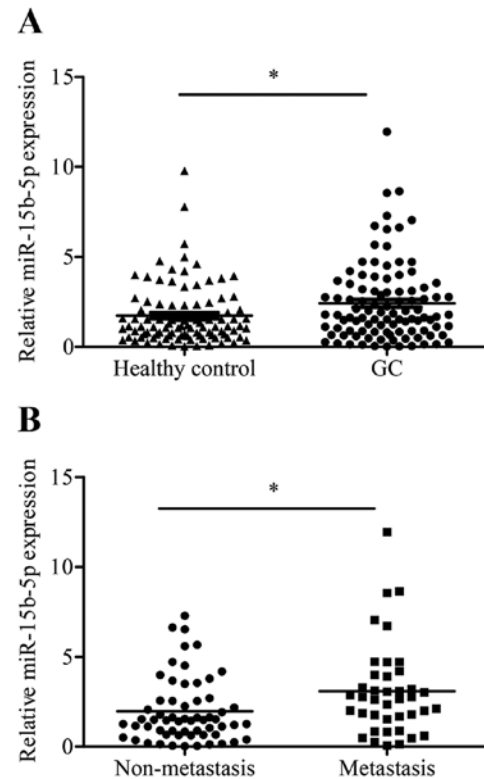 A
Relative miR-15b-5p expression
15
*
10
5
0
Healthy control GC
B
Relative miR-15b-5p expression
15
*
10
5
0
Non-metastasis Metastasis